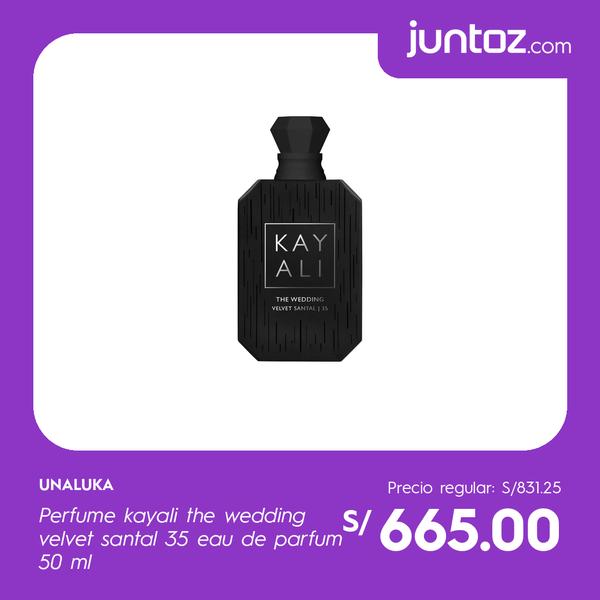 juntoz.com
KAY
ALI
THE WEDDING
VELVET SANTAL | 35
UNALUKA
Perfume kayali the wedding
velvet santal 35 eau de parfum
50 ml
Precio regular: S/831.25
S/ 665.00